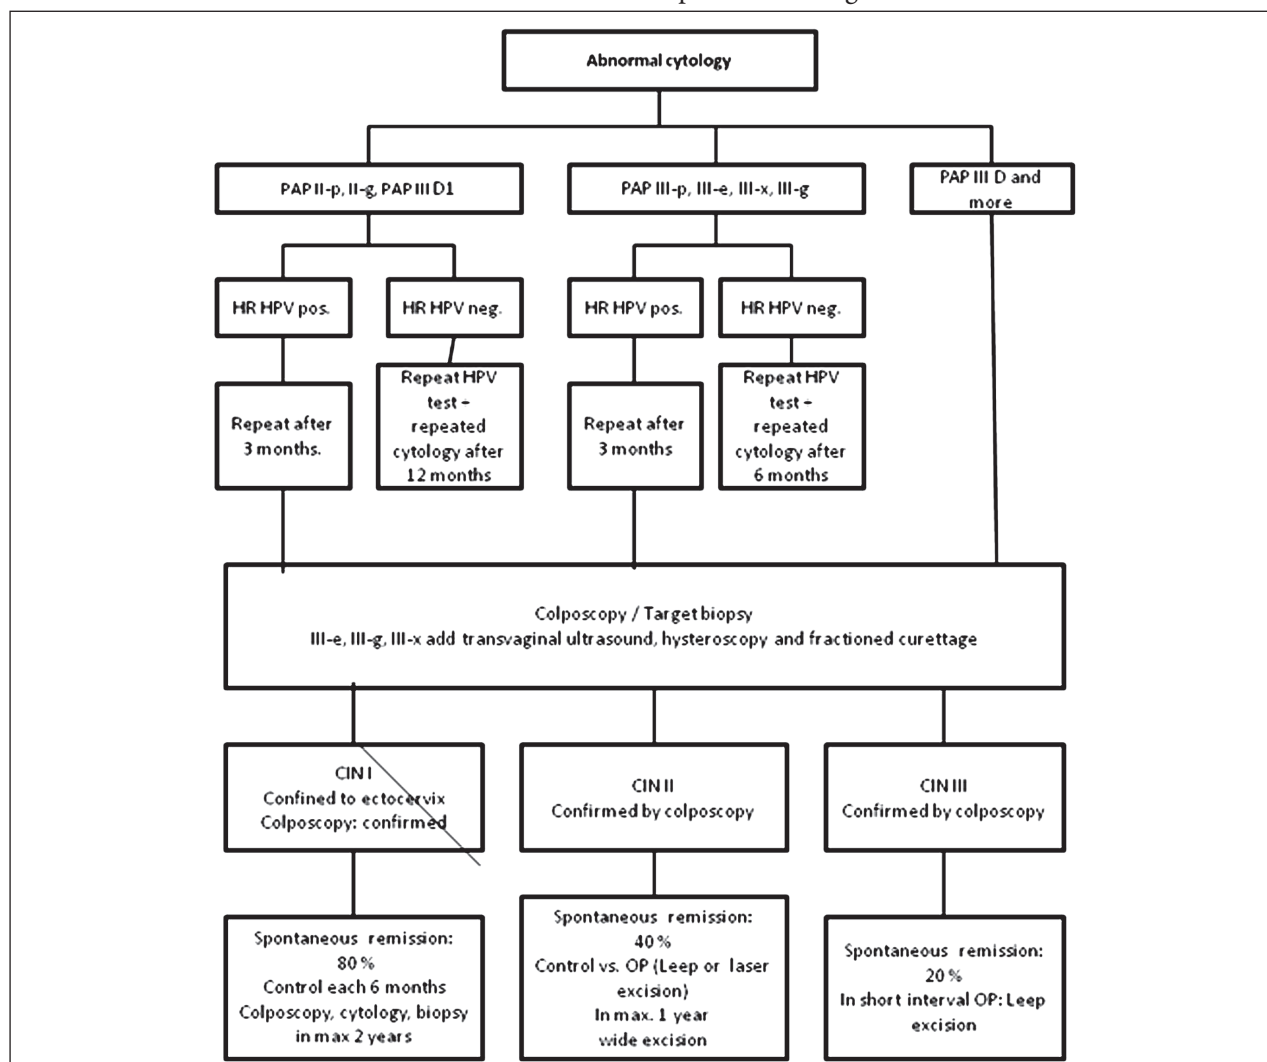 Abnormal cytology
PAP II-p, II-g, PAP III D1
PAP III-p, III-e, III-x, III-g
PAP III D and
more
HR HPV pos.
HR HPV neg.
HR HPV pos.
HR HPV neg.
Repeat after
3 months.
Repeat HPV
test +
repeated
cytology after
12 months
Repeat after
3 months
Repeat HPV
test +
repeated
cytology after
6 months
Colposcopy / Target biopsy
III-e, III-g, III-x add transvaginal ultrasound, hysteroscopy and fractioned curettage
CIN I
Confined to ectocervix
Colposcopy: confirmed
CIN II
Confirmed by colposcopy
CIN III
Confirmed by colposcopy
Spontaneous remission:
80 %
Control each 6 months
Colposcopy, cytology, biopsy
in max 2 years
Spontaneous remission:
40 %
Control vs. OP (Leep or laser
excision)
In max. 1 year
wide excision
Spontaneous remission:
20 %
In short interval OP: Leep
excision